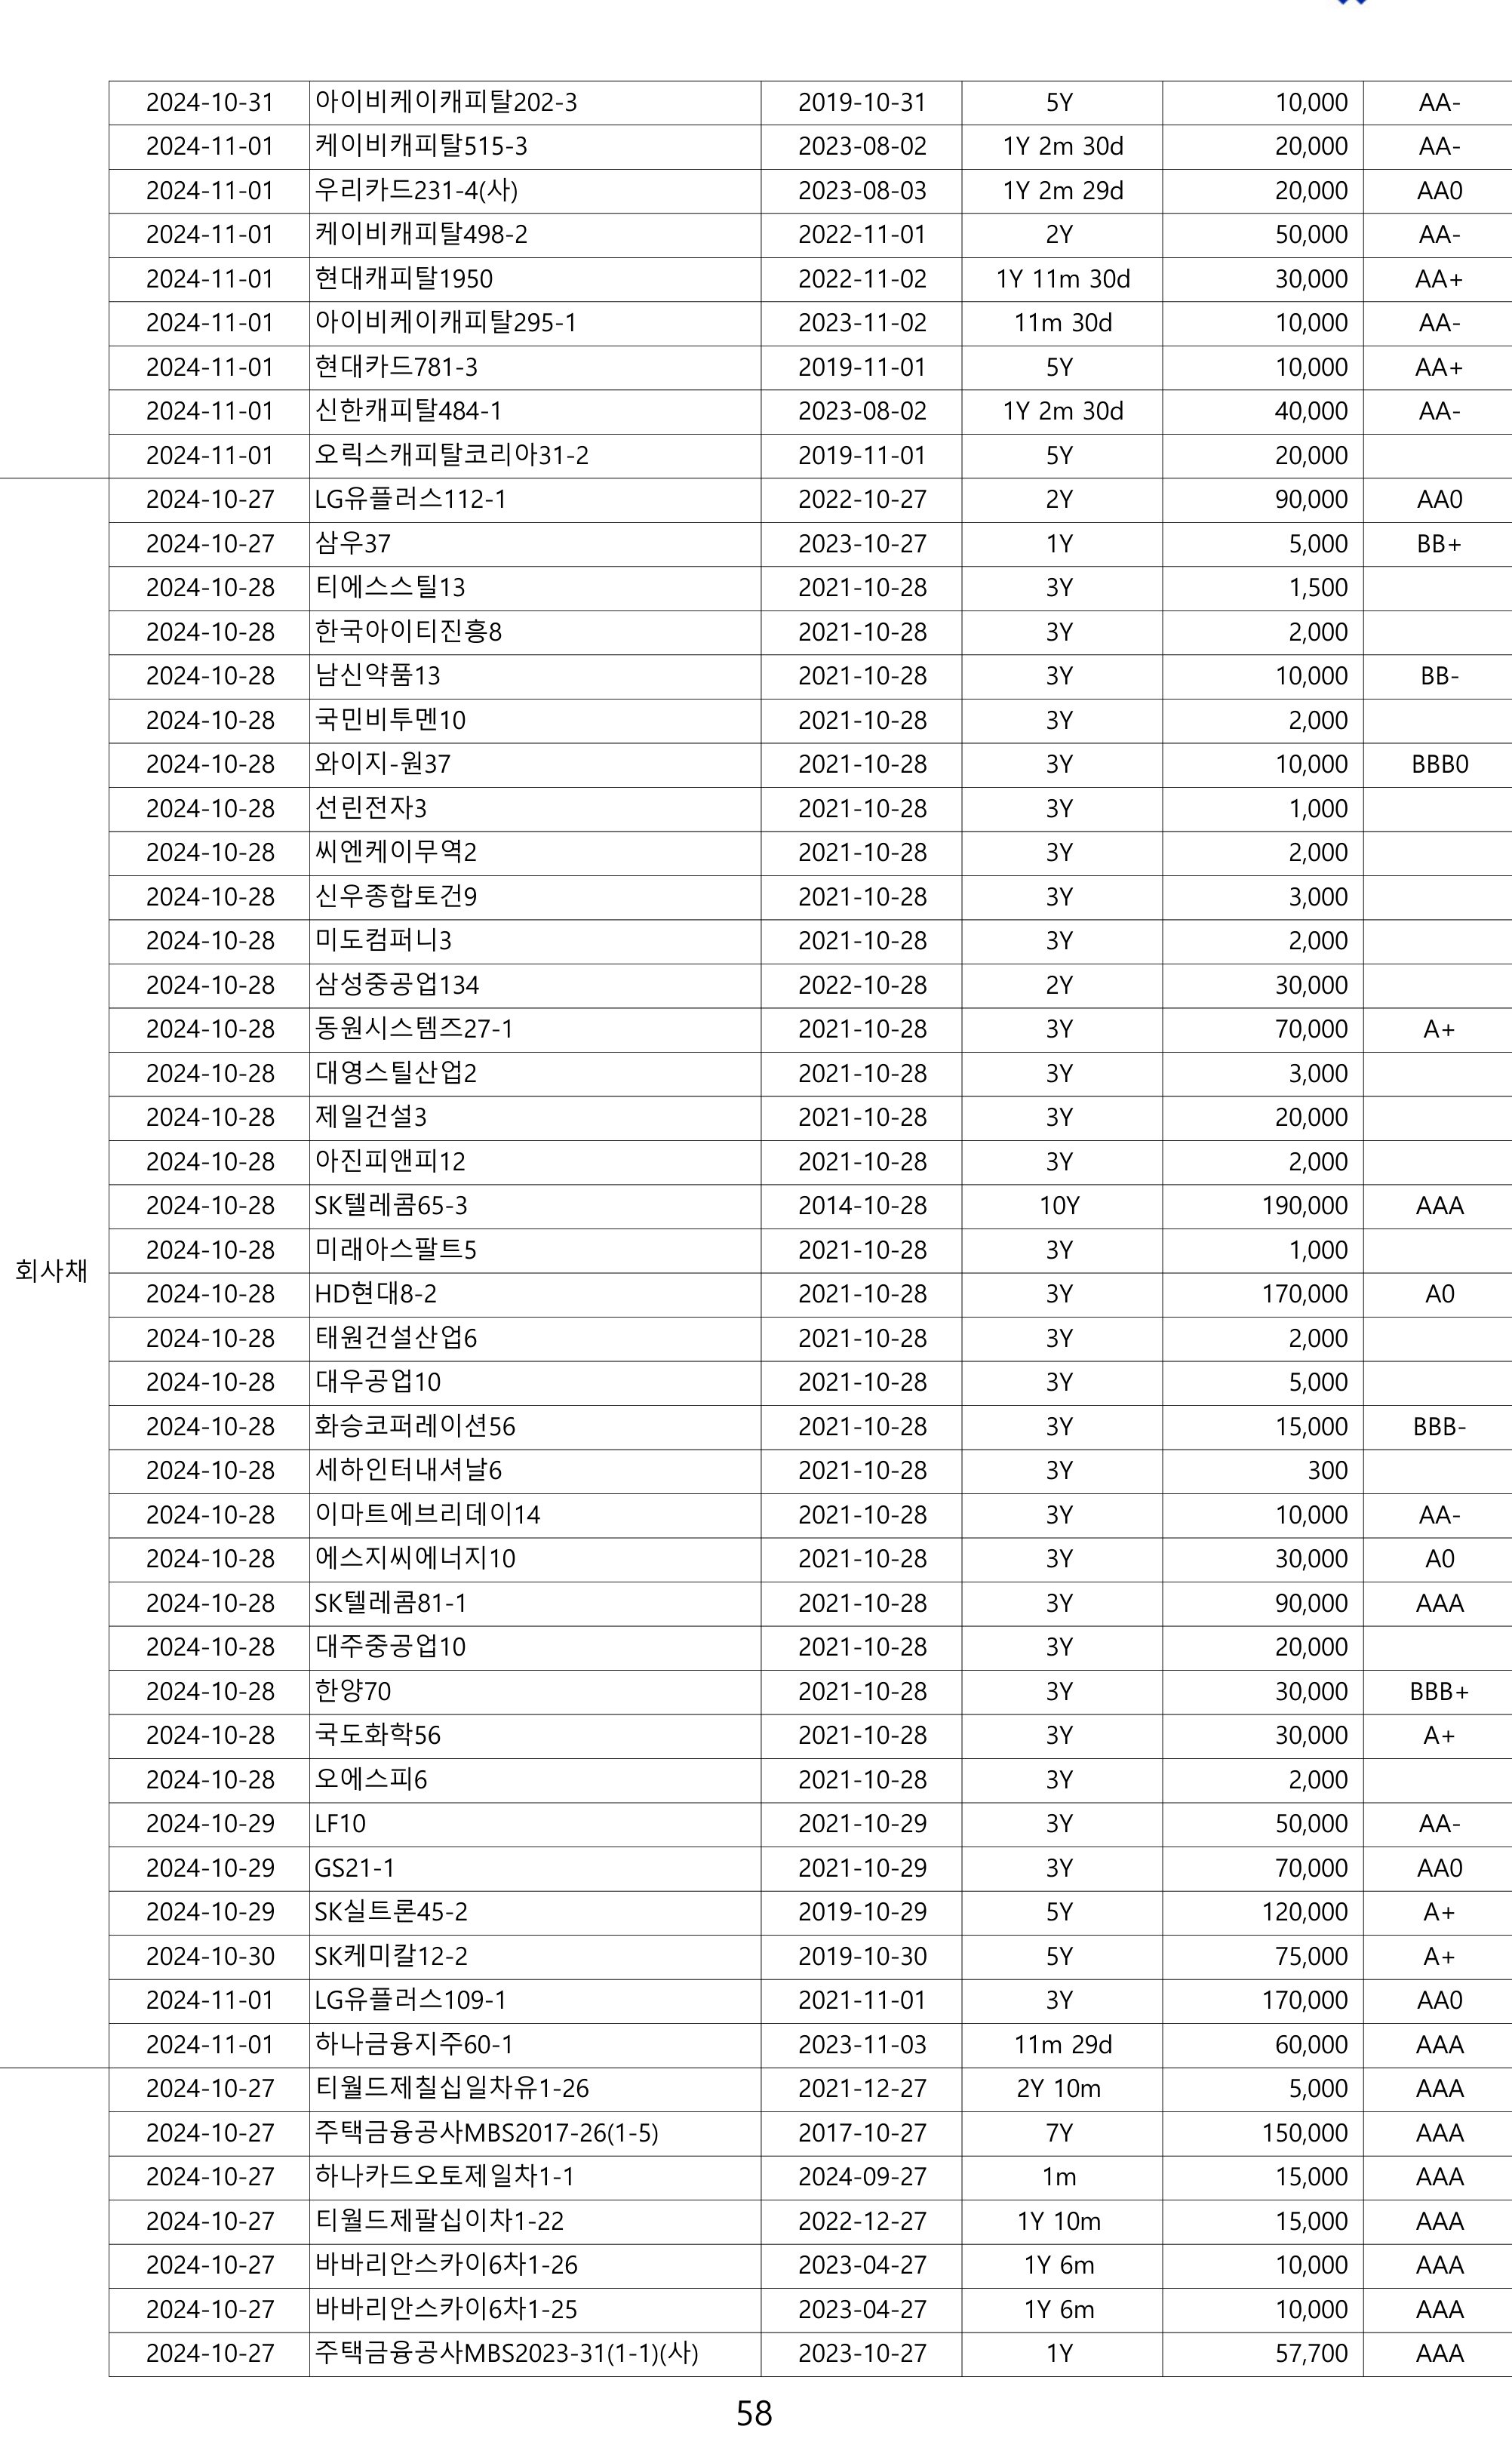 2024-10-31 아이비케이캐피탈202-3 2019-10-31 5Y 10,000 AA-
2024-11-01 케이비캐피탈515-3 2023-08-02 1Y 2m 30d 20,000 AA-
2024-11-01 우리카드231-4(사) 2023-08-03 1Y 2m 29d 20,000 AA0
2024-11-01 케이비캐피탈498-2 2022-11-01 2Y 50,000 AA-
2024-11-01 현대캐피탈1950 2022-11-02 1Y 11m 30d 30,000 AA+
2024-11-01 아이비케이캐피탈295-1 2023-11-02 11m 30d 10,000 AA-
2024-11-01 현대카드781-3 2019-11-01 5Y 10,000 AA+
2024-11-01 신한캐피탈484-1 2023-08-02 1Y 2m 30d 40,000 AA-
2024-11-01 오릭스캐피탈코리아31-2 2019-11-01 5Y 20,000
2024-10-27 LG유플러스112-1 2022-10-27 2Y 90,000 AA0
2024-10-27 삼우37 2023-10-27 1Y 5,000 BB+
2024-10-28 티에스스틸13 2021-10-28 3Y 1,500
2024-10-28 한국아이티진흥8 2021-10-28 3Y 2,000
2024-10-28 남신약품13 2021-10-28 3Y 10,000 BB-
2024-10-28 국민비투멘10 2021-10-28 3Y 2,000
2024-10-28 와이지-원37 2021-10-28 3Y 10,000 BBB0
2024-10-28 선린전자3 2021-10-28 3Y 1,000
2024-10-28 씨엔케이무역2 2021-10-28 3Y 2,000
2024-10-28 신우종합토건9 2021-10-28 3Y 3,000
2024-10-28 미도컴퍼니3 2021-10-28 3Y 2,000
2024-10-28 삼성중공업134 2022-10-28 2Y 30,000
2024-10-28 동원시스템즈27-1 2021-10-28 3Y 70,000 A+
2024-10-28 대영스틸산업2 2021-10-28 3Y 3,000
2024-10-28 제일건설3 2021-10-28 3Y 20,000
2024-10-28 아진피앤피12 2021-10-28 3Y 2,000
2024-10-28 SK텔레콤65-3 2014-10-28 10Y 190,000 AAA
2024-10-28 미래아스팔트5 2021-10-28 3Y 1,000
회사채
2024-10-28 HD현대8-2 2021-10-28 3Y 170,000 A0
2024-10-28 태원건설산업6 2021-10-28 3Y 2,000
2024-10-28 대우공업10 2021-10-28 3Y 5,000
2024-10-28 화승코퍼레이션56 2021-10-28 3Y 15,000 BBB-
2024-10-28 세하인터내셔날6 2021-10-28 3Y 300
2024-10-28 이마트에브리데이14 2021-10-28 3Y 10,000 AA-
2024-10-28 에스지씨에너지10 2021-10-28 3Y 30,000 A0
2024-10-28 SK텔레콤81-1 2021-10-28 3Y 90,000 AAA
2024-10-28 대주중공업10 2021-10-28 3Y 20,000
2024-10-28 한양70 2021-10-28 3Y 30,000 BBB+
2024-10-28 국도화학56 2021-10-28 3Y 30,000 A+
2024-10-28 오에스피6 2021-10-28 3Y 2,000
2024-10-29 LF10 2021-10-29 3Y 50,000 AA-
2024-10-29 GS21-1 2021-10-29 3Y 70,000 AA0
2024-10-29 SK실트론45-2 2019-10-29 5Y 120,000 A+
2024-10-30 SK케미칼12-2 2019-10-30 5Y 75,000 A+
2024-11-01 LG유플러스109-1 2021-11-01 3Y 170,000 AA0
2024-11-01 하나금융지주60-1 2023-11-03 11m 29d 60,000 AAA
2024-10-27 티월드제칠십일차유1-26 2021-12-27 2Y 10m 5,000 AAA
2024-10-27 주택금융공사MBS2017-26(1-5) 2017-10-27 7Y 150,000 AAA
2024-10-27 하나카드오토제일차1-1 2024-09-27 1m 15,000 AAA
2024-10-27 티월드제팔십이차1-22 2022-12-27 1Y 10m 15,000 AAA
2024-10-27 바바리안스카이6차1-26 2023-04-27 1Y 6m 10,000 AAA
2024-10-27 바바리안스카이6차1-25 2023-04-27 1Y 6m 10,000 AAA
2024-10-27 주택금융공사MBS2023-31(1-1)(사) 2023-10-27 1Y 57,700 AAA
58